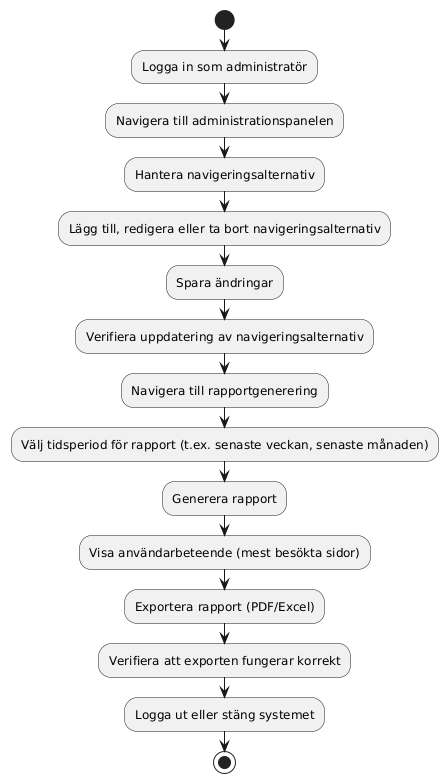 Logga in som administratör
Navigera till administrationspanelen
Hantera navigeringsalternativ
Lägg till, redigera eller ta bort navigeringsalternativ
Spara ändringar
Verifiera uppdatering av navigeringsalternativ
Navigera till rapportgenerering
Välj tidsperiod för rapport (t.ex. senaste veckan, senaste månaden)
Generera rapport
Visa användarbeteende (mest besökta sidor)
Exportera rapport (PDF/Excel)
Verifiera att exporten fungerar korrekt
Logga ut eller stäng systemet